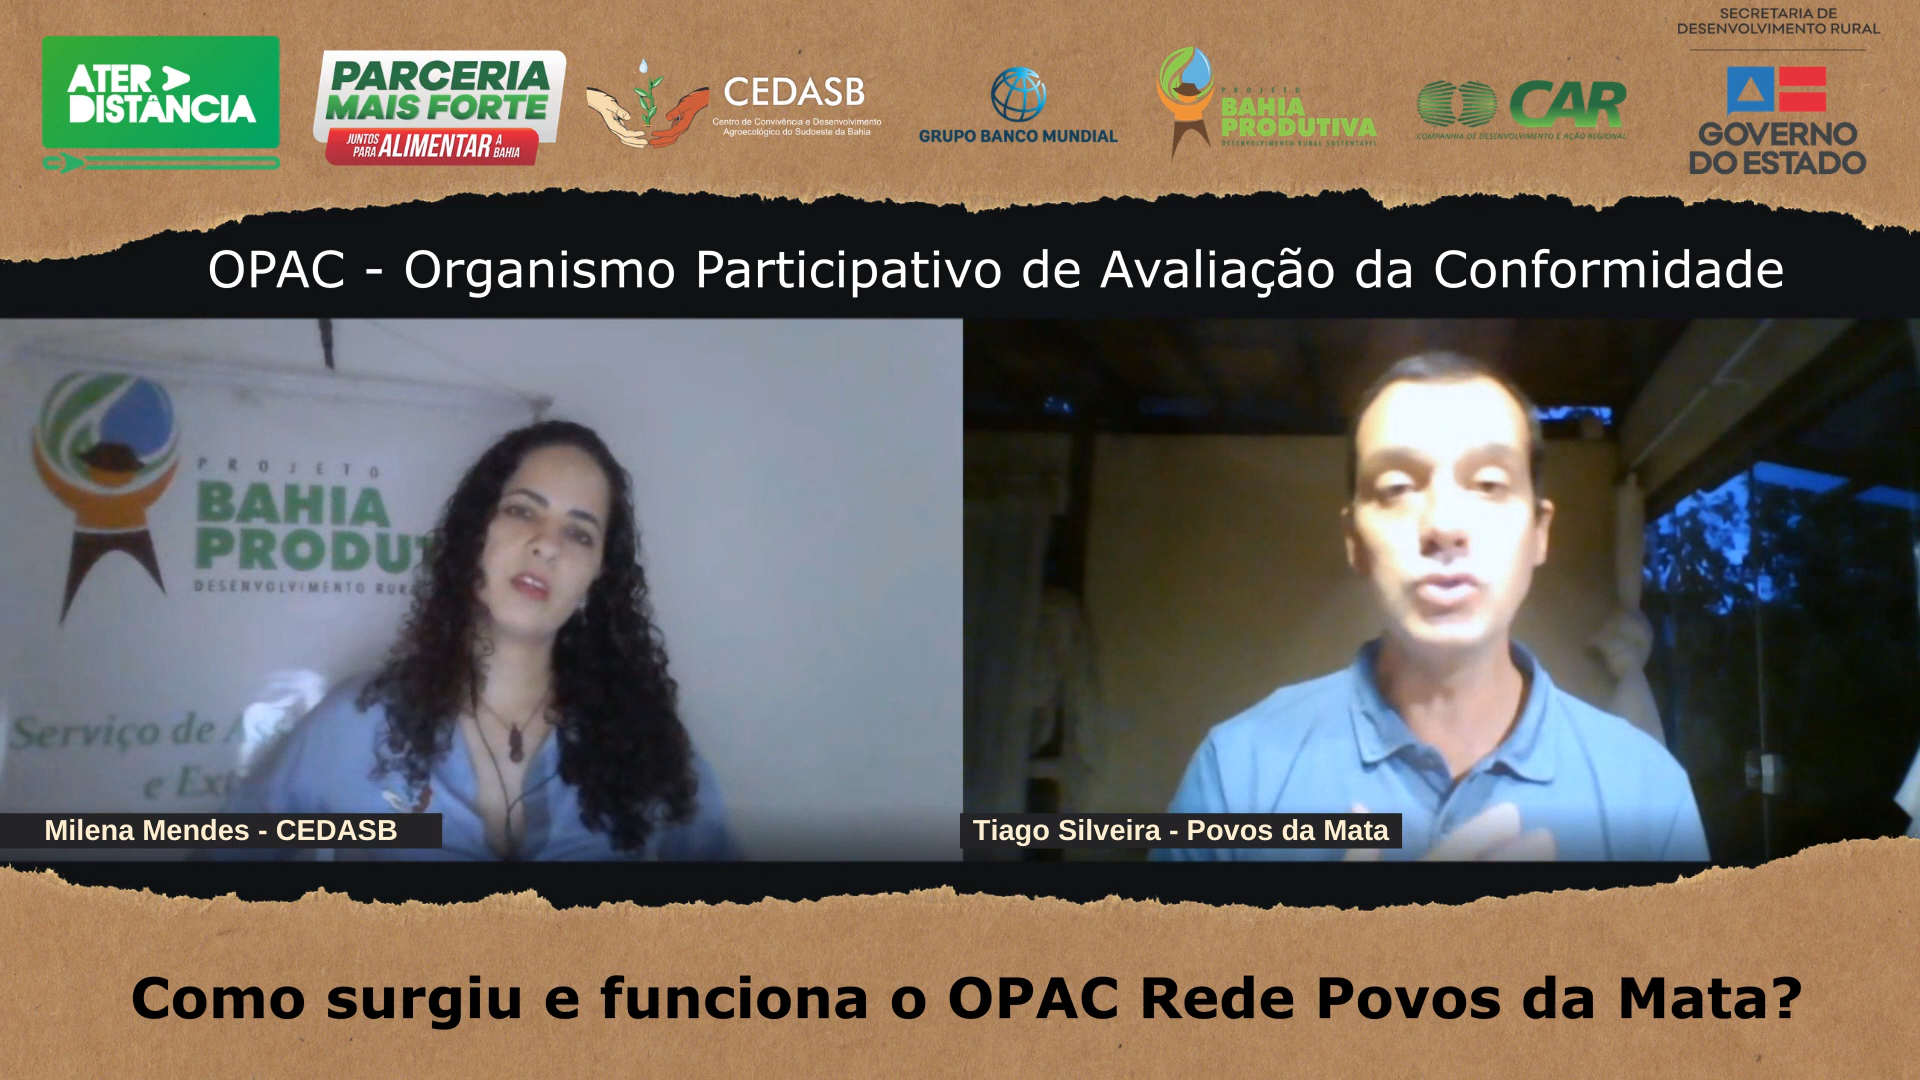 ATER
DISTÂNCIA
PARCERIA
MAIS FORTE
JUNTOS
PARA ALIMENTAR A
BAHIA
CEDASB
Centro de Convivência e Desenvolvimento
Agroecológico do Sudoeste da Bahia
GRUPO BANCO MUNDIAL
PROJETO
BAHIA
PRODUTIVA
DESENVOLVIMENTO RURAL SUSTENTÁVEL
CAR
COMPANHIA DE DESENVOLVIMENTO E AÇÃO REGIONAL
SECRETARIA DE
DESENVOLVIMENTO RURAL
GOVERNO
DO ESTADO
OPAC - Organismo Participativo de Avaliação da Conformidade
PROJETO
BAHIA
PRODUT
DESENVOLVIMENTO RUR
Serviço de Ass
e Ext
Milena Mendes - CEDASB
Tiago Silveira - Povos da Mata
Como surgiu e funciona o OPAC Rede Povos da Mata?